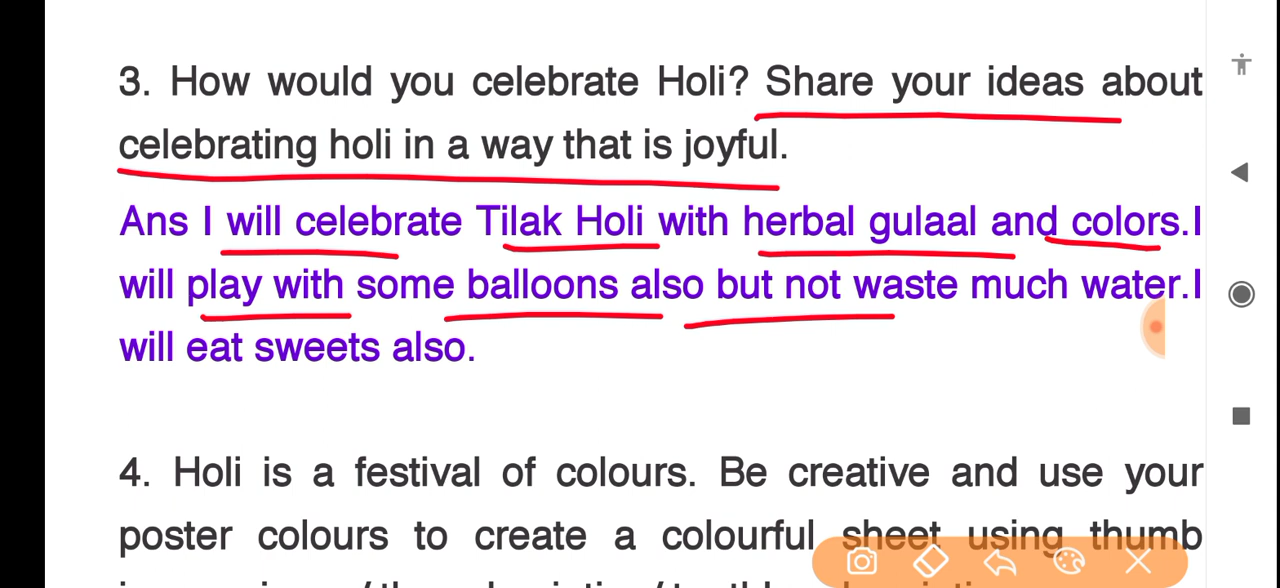 3. How would you celebrate Holi? Share your ideas about
celebrating holi in a way that is joyful.
Ans I will celebrate Tilak Holi with herbal gulaal and colors.I
will play with some balloons also but not waste much water.I
will eat sweets also.
4. Holi is a festival of colours. Be creative and use your
poster colours to create a colourful sheet using thumb